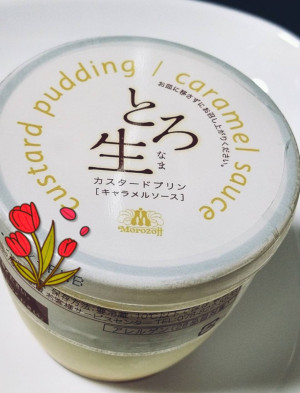 custard pudding / caramel sauce
お皿に移さずにお召し上がりください。
とろ
生
なま
カスタードプリン
[キャラメルソース]
Morozoff